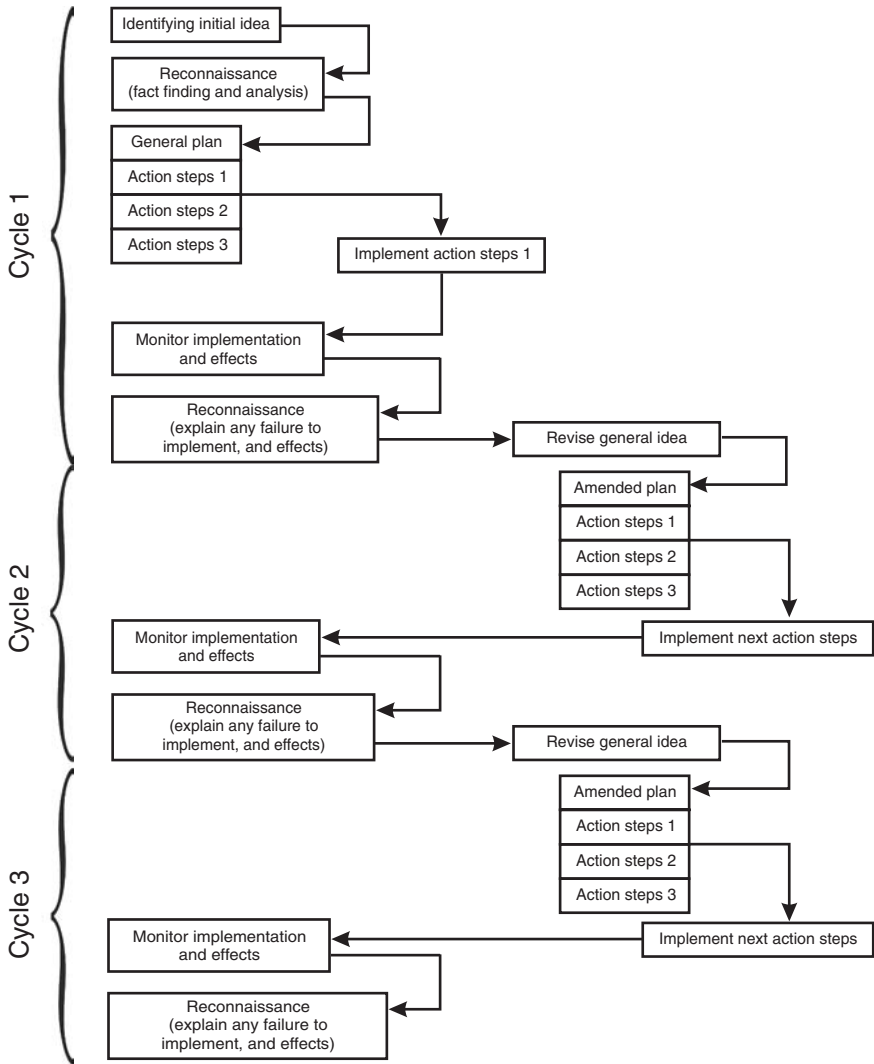 Cycle 1
Identifying initial idea
Reconnaissance
(fact finding and analysis)
General plan
Action steps 1
Action steps 2
Action steps 3
Implement action steps 1
Monitor implementation
and effects
Reconnaissance
(explain any failure to
implement, and effects)
Revise general idea
Cycle 2
Amended plan
Action steps 1
Action steps 2
Action steps 3
Implement next action steps
Monitor implementation
and effects
Reconnaissance
(explain any failure to
implement, and effects)
Revise general idea
Cycle 3
Amended plan
Action steps 1
Action steps 2
Action steps 3
Implement next action steps
Monitor implementation
and effects
Reconnaissance
(explain any failure to
implement, and effects)